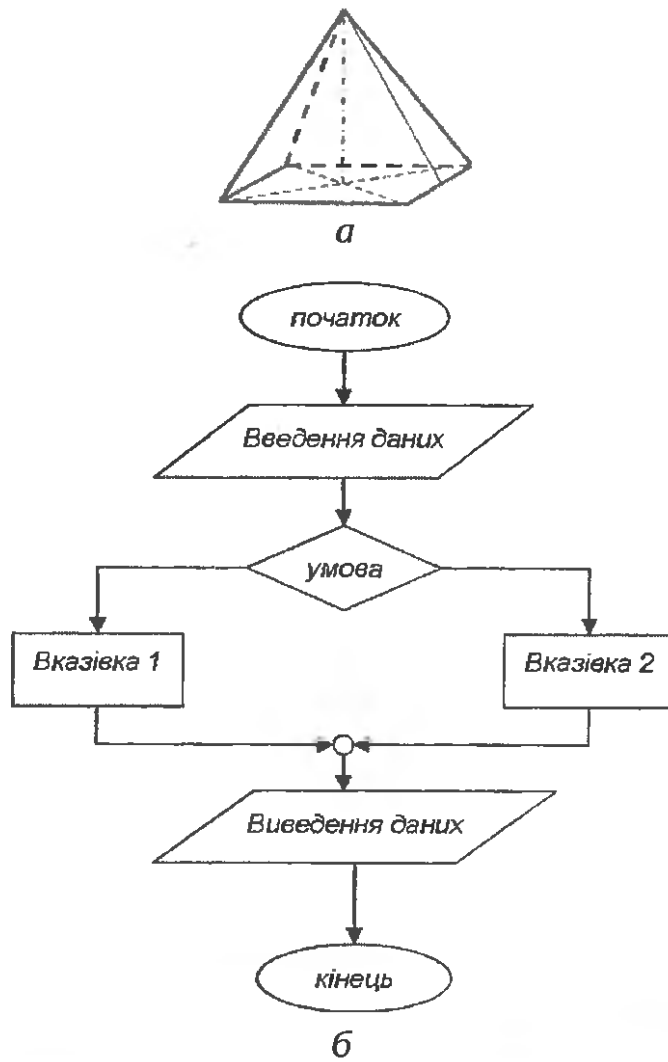 а
початок
Введення даних
умова
Вказівка 1
Вказівка 2
Виведення даних
кінець
б